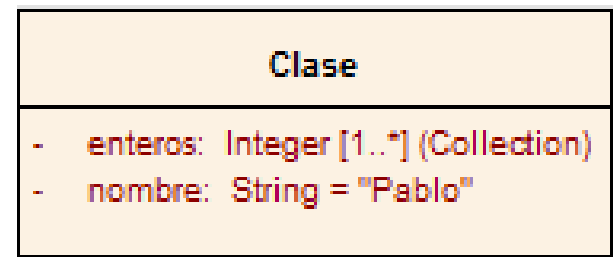 Clase
- enteros: Integer [1..*] (Collection)
- nombre: String = "Pablo"